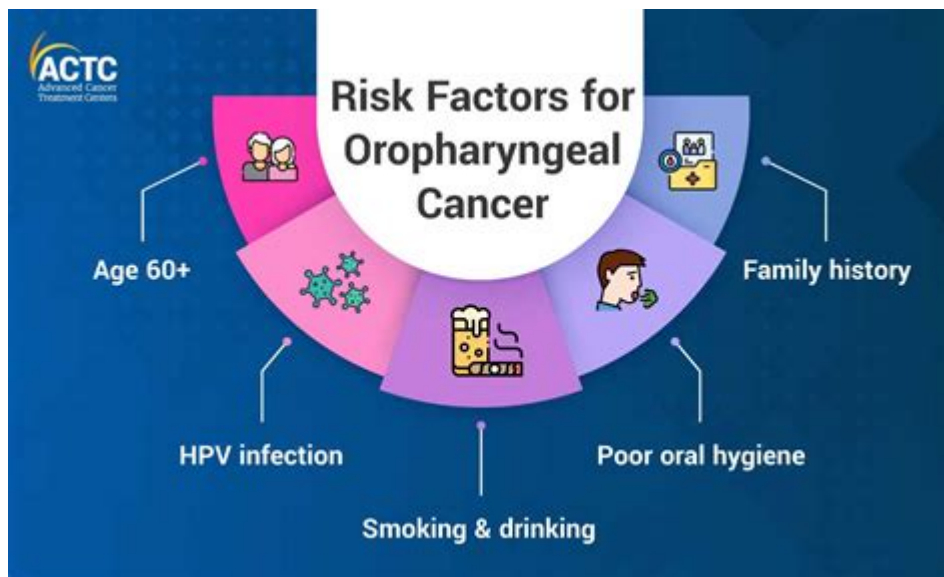 ACTC
Advanced Cancer
Treatment Centers
Risk Factors for
Oropharyngeal
Cancer
Age 60+
HPV infection
Smoking & drinking
Poor oral hygiene
Family history